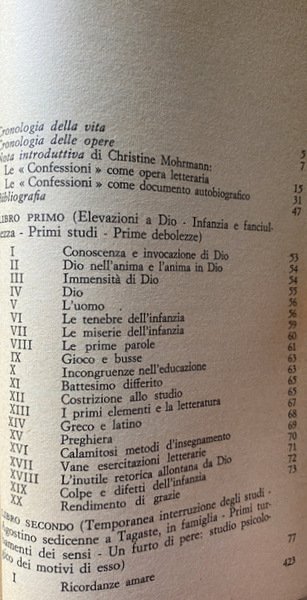 Cronologia della vita 5
Cronologia delle opere 7
Nota introduttiva di Christine Mohrmann:
Le « Confessioni » come opera letteraria 15
Le « Confessioni » come documento autobiografico 31
Bibliografia 47
LIBRO PRIMO (Elevazioni a Dio - Infanzia e fanciul-
lezza - Primi studi - Prime debolezze)
I Conoscenza e invocazione di Dio 53
II Dio nell'anima e l'anima in Dio 53
III Immensità di Dio 54
IV Dio 54
V L'uomo 55
VI Le tenebre dell'infanzia 56
VII Le miserie dell'infanzia 56
VIII Le prime parole 59
IX Gioco e busse 60
X Incongruenze nell'educazione 61
XI Battesimo differito 63
XII Costrizione allo studio 65
XIII I primi elementi e la letteratura 65
XIV Greco e latino 67
XV Preghiera 68
XVI Calamitosi metodi d'insegnamento 69
XVII Vane esercitazioni letterarie 70
XVIII L'inutile retorica allontana da Dio 71
XIX Colpe e difetti dell'infanzia 72
XX Rendimento di grazie 73
LIBRO SECONDO (Temporanea interruzione degli studi -
Agostino sedicenne a Tagaste, in famiglia - Primi tur-
bamenti dei sensi - Un furto di pere: studio psicolo-
gico dei motivi di esso) 77
I Ricordanze amare 423